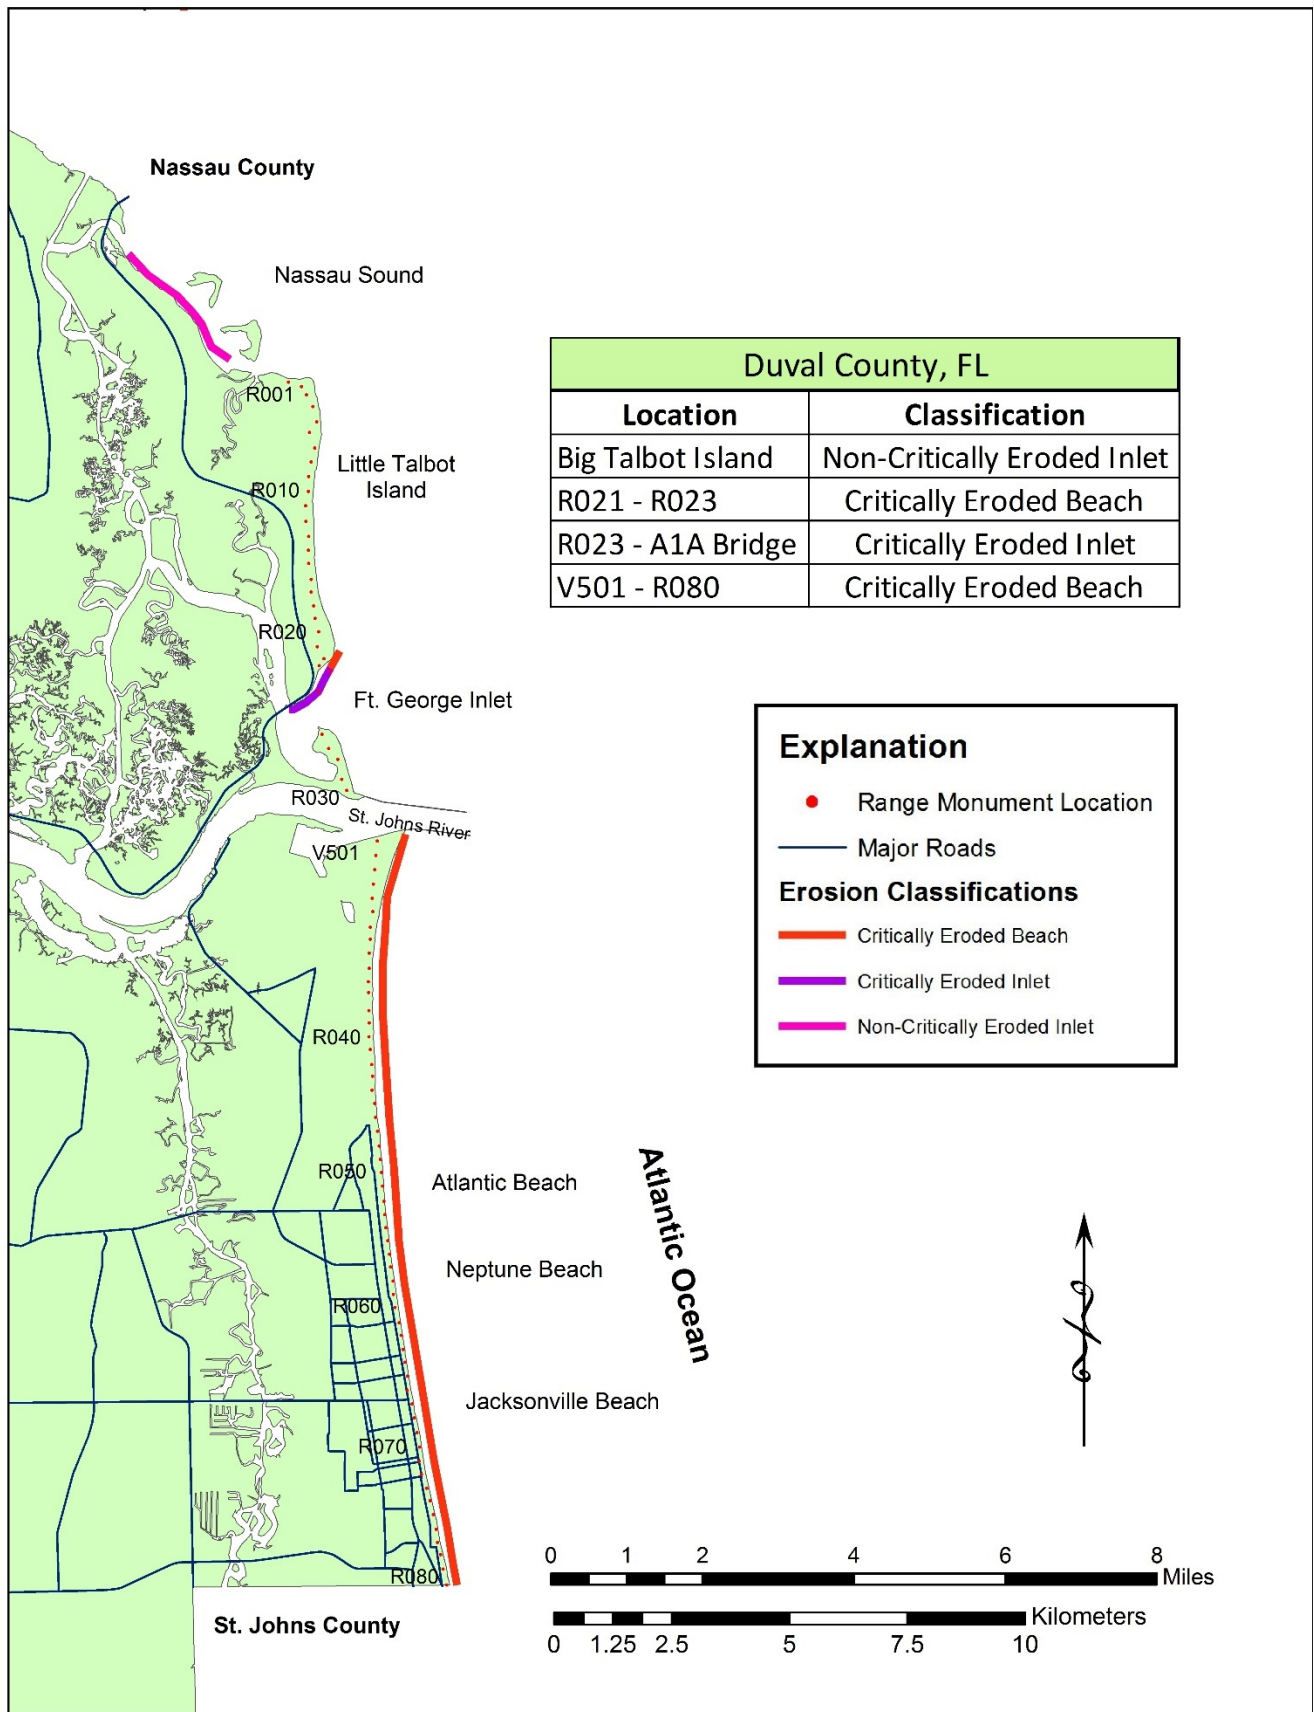 Nassau County
Nassau Sound
R001
Little Talbot
Island
R010
R020
Ft. George Inlet
R030
St. Johns River
V501
R040
R050
Atlantic Beach
Neptune Beach
R060
Jacksonville Beach
R070
R080
St. Johns County
Atlantic Ocean
Duval County, FL
Location Classification
Big Talbot Island Non-Critically Eroded Inlet
R021 - R023 Critically Eroded Beach
R023 - A1A Bridge Critically Eroded Inlet
V501 - R080 Critically Eroded Beach
Explanation
Range Monument Location
Major Roads
Erosion Classifications
Critically Eroded Beach
Critically Eroded Inlet
Non-Critically Eroded Inlet
0 1 2 4 6 8
Miles
Kilometers
0 1.25 2.5 5 7.5 10